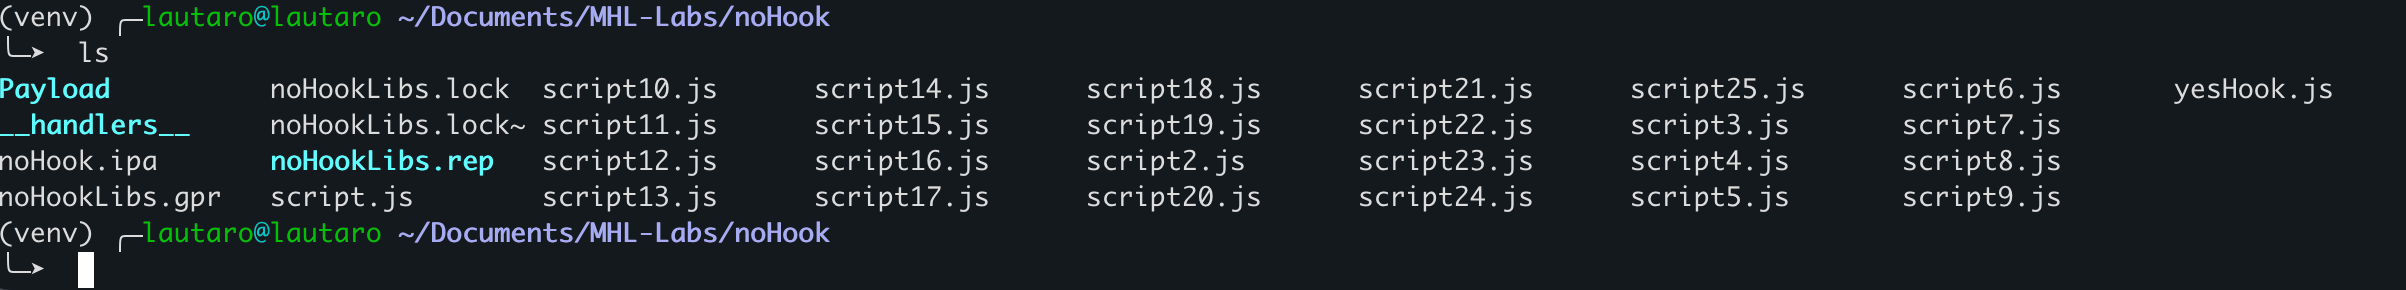 (venv) ╭─lautaro@lautaro ~/Documents/MHL-Labs/noHook
╰─➤  ls
Payload noHookLibs.lock script10.js script14.js script18.js script21.js script25.js script6.js yesHook.js
__handlers__ noHookLibs.lock~ script11.js script15.js script19.js script22.js script3.js script7.js
noHook.ipa noHookLibs.rep script12.js script16.js script2.js script23.js script4.js script8.js
noHookLibs.gpr script.js script13.js script17.js script20.js script24.js script5.js script9.js
(venv) ╭─lautaro@lautaro ~/Documents/MHL-Labs/noHook
╰─➤